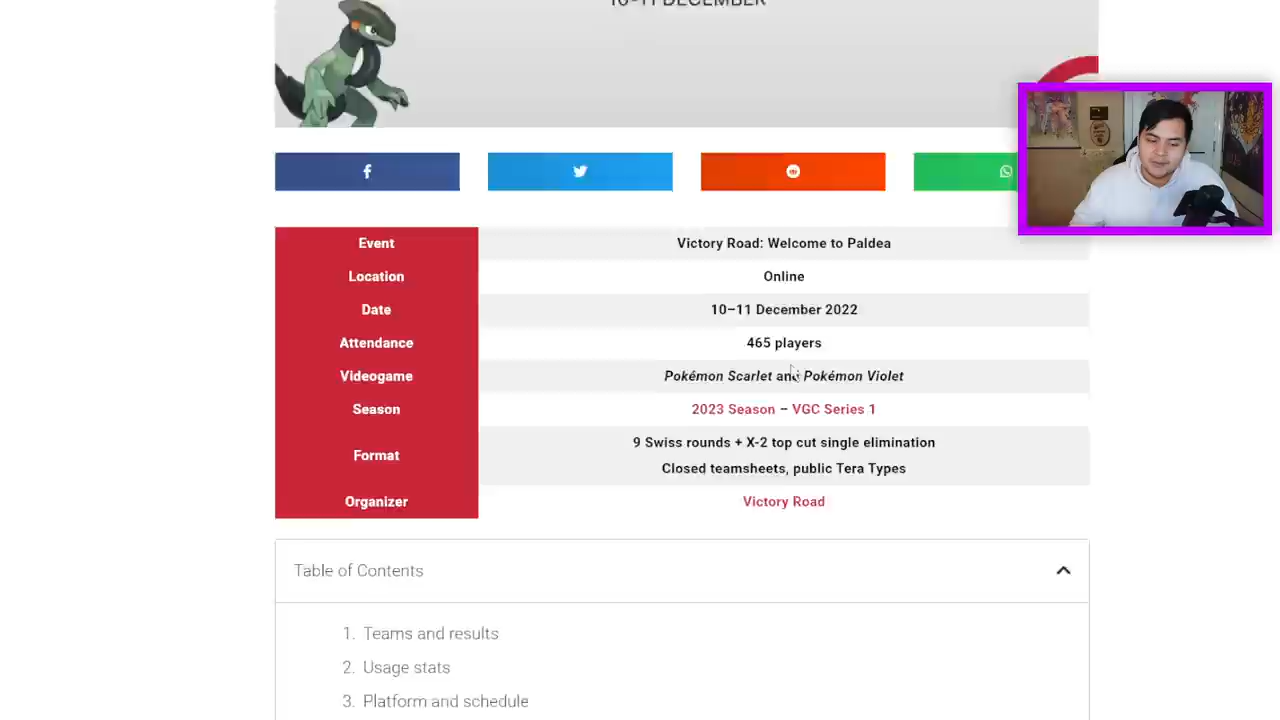 10-11 DECEMBER
Event
Victory Road: Welcome to Paldea
Location
Online
Date
10–11 December 2022
Attendance
465 players
Videogame
Pokémon Scarlet and Pokémon Violet
Season
2023 Season – VGC Series 1
Format
9 Swiss rounds + X-2 top cut single elimination
Closed teamsheets, public Tera Types
Organizer
Victory Road
Table of Contents
1. Teams and results
2. Usage stats
3. Platform and schedule